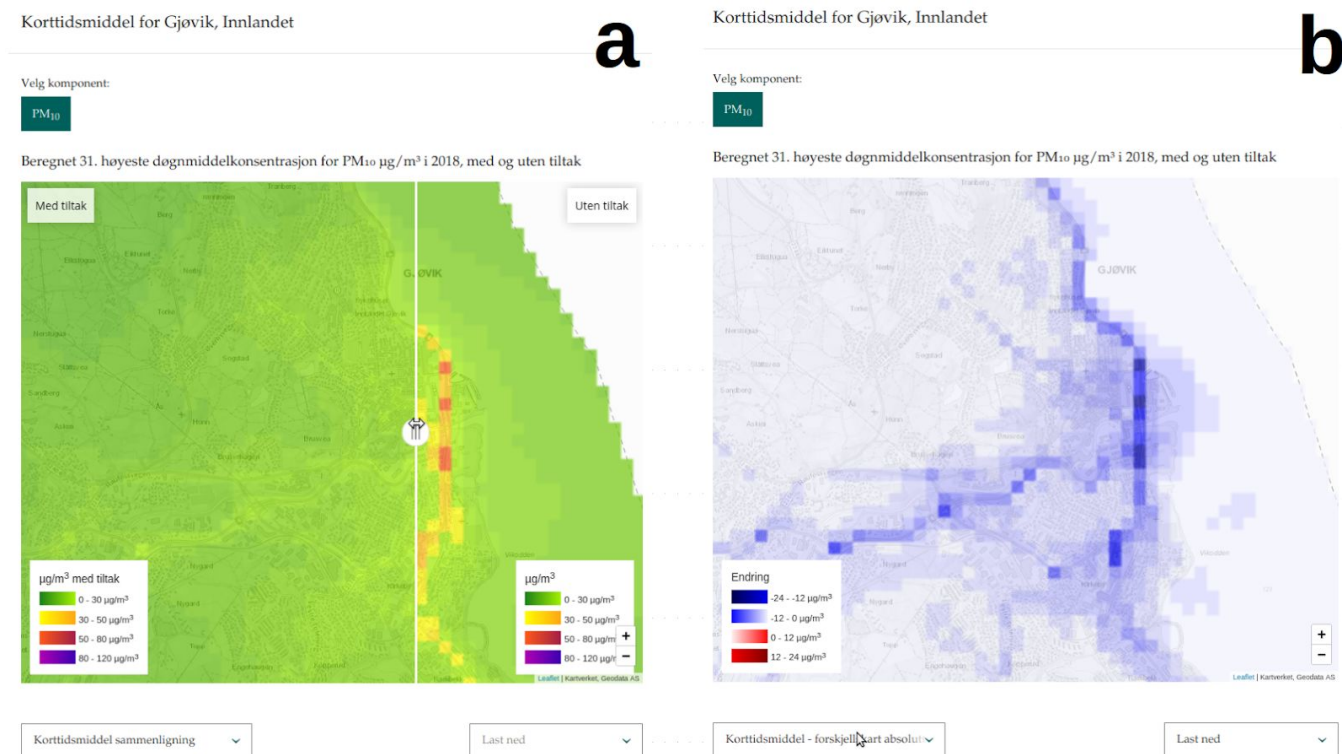 Korttidsmiddel for Gjøvik, Innlandet
a
Velg komponent:
PM₁₀
Beregnet 31. høyeste døgnmiddelkonsentrasjon for PM₁₀ µg/m³ i 2018, med og uten tiltak
Med tiltak
Uten tiltak
GJØVIK
µg/m³ med tiltak
0 - 30 µg/m³
30 - 50 µg/m³
50 - 80 µg/m³
80 - 120 µg/m³
µg/m³
0 - 30 µg/m³
30 - 50 µg/m³
50 - 80 µg/m
80 - 120 µg/r
+
−
Leaflet | Kartverket, Geodata AS
Korttidsmiddel sammenligning
Last ned
Korttidsmiddel for Gjøvik, Innlandet
b
Velg komponent:
PM₁₀
Beregnet 31. høyeste døgnmiddelkonsentrasjon for PM₁₀ µg/m³ i 2018, med og uten tiltak
GJØVIK
Endring
-24 - -12 µg/m³
-12 - 0 µg/m³
0 - 12 µg/m³
12 - 24 µg/m³
+
−
Leaflet | Kartverket, Geodata AS
Korttidsmiddel - forskjell kart absolut
Last ned